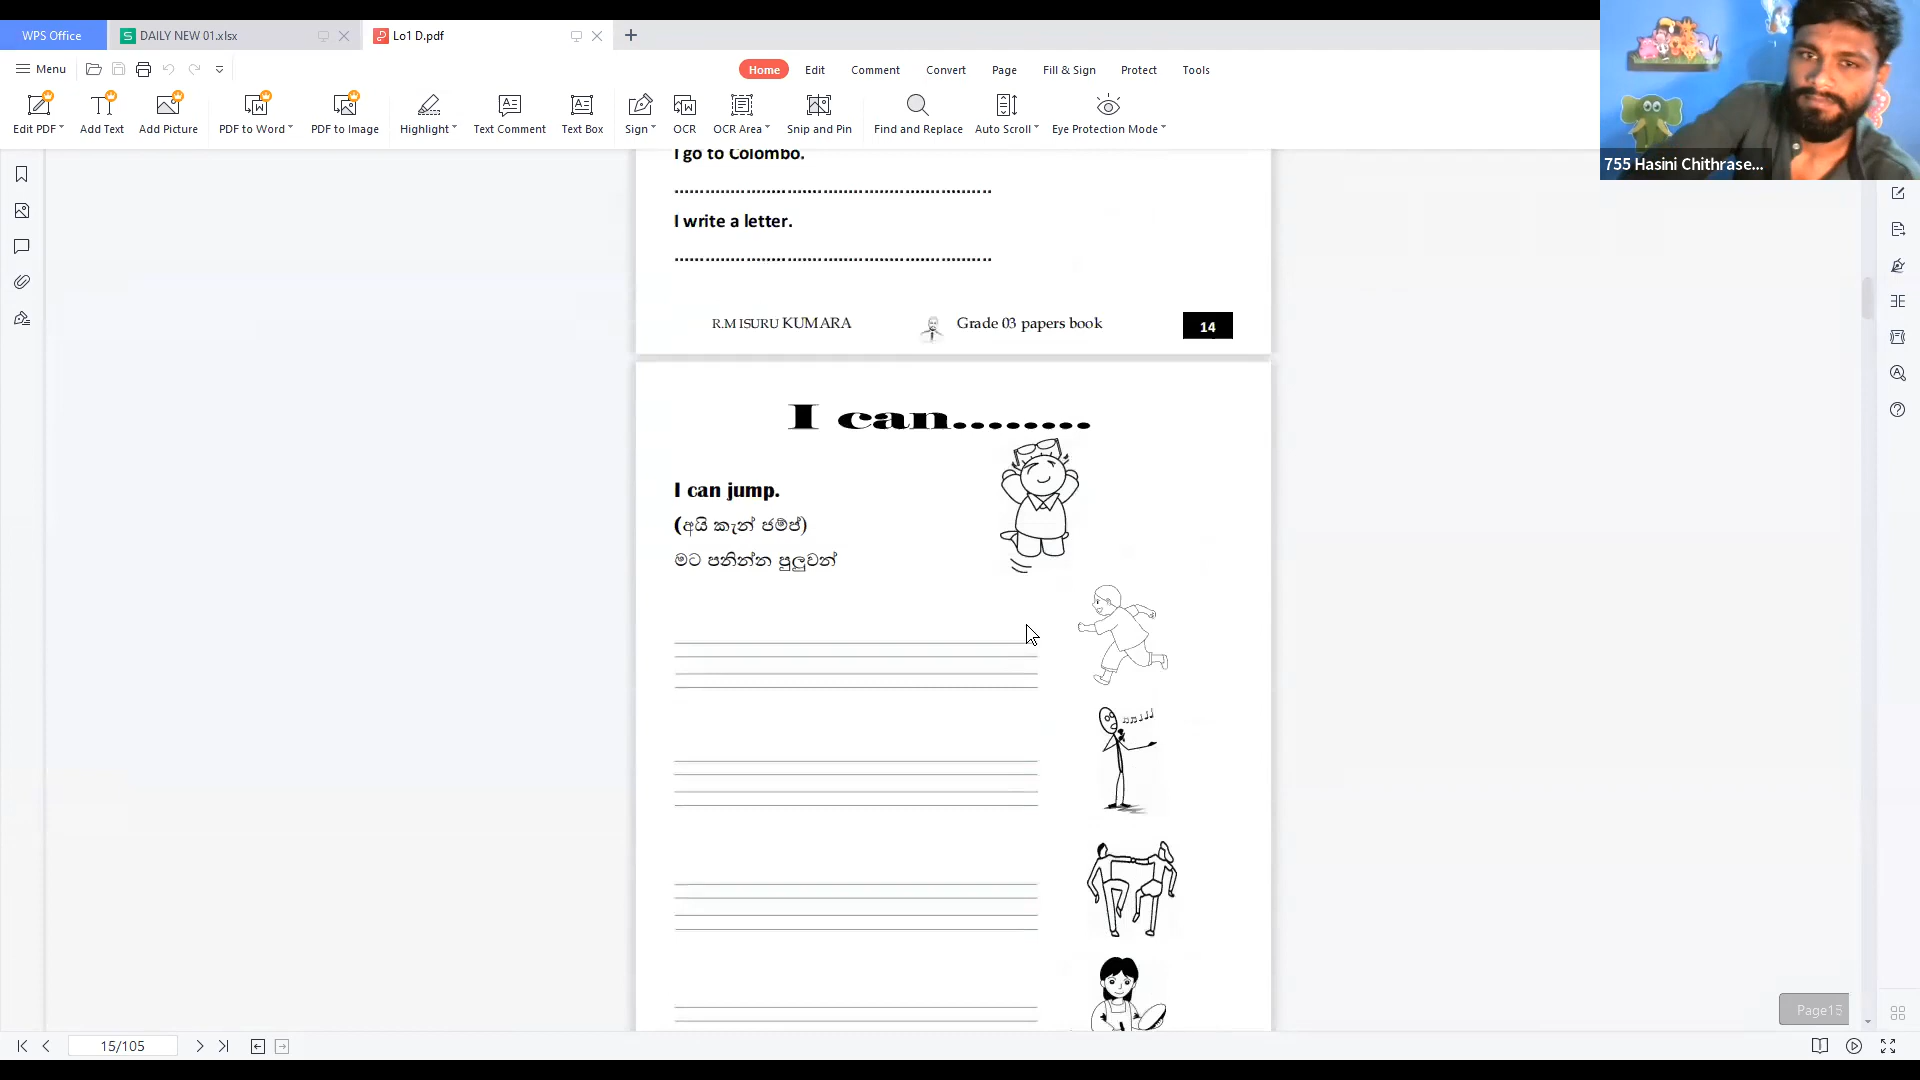 WPS Office
DAILY NEW 01.xlsx
Lo1 D.pdf
Menu
Home Edit Comment Convert Page Fill & Sign Protect Tools
Edit PDF Add Text Add Picture PDF to Word PDF to Image Highlight Text Comment Text Box Sign OCR OCR Area Snip and Pin Find and Replace Auto Scroll Eye Protection Mode
755 Hasini Chithrase...
I go to Colombo.
......................................................
I write a letter.
......................................................
R.M ISURU KUMARA Grade 03 papers book 14
I can........
I can jump.
(අයි කැන් ජම්ප්)
මට පනින්න පුලුවන්
Page15
15/105